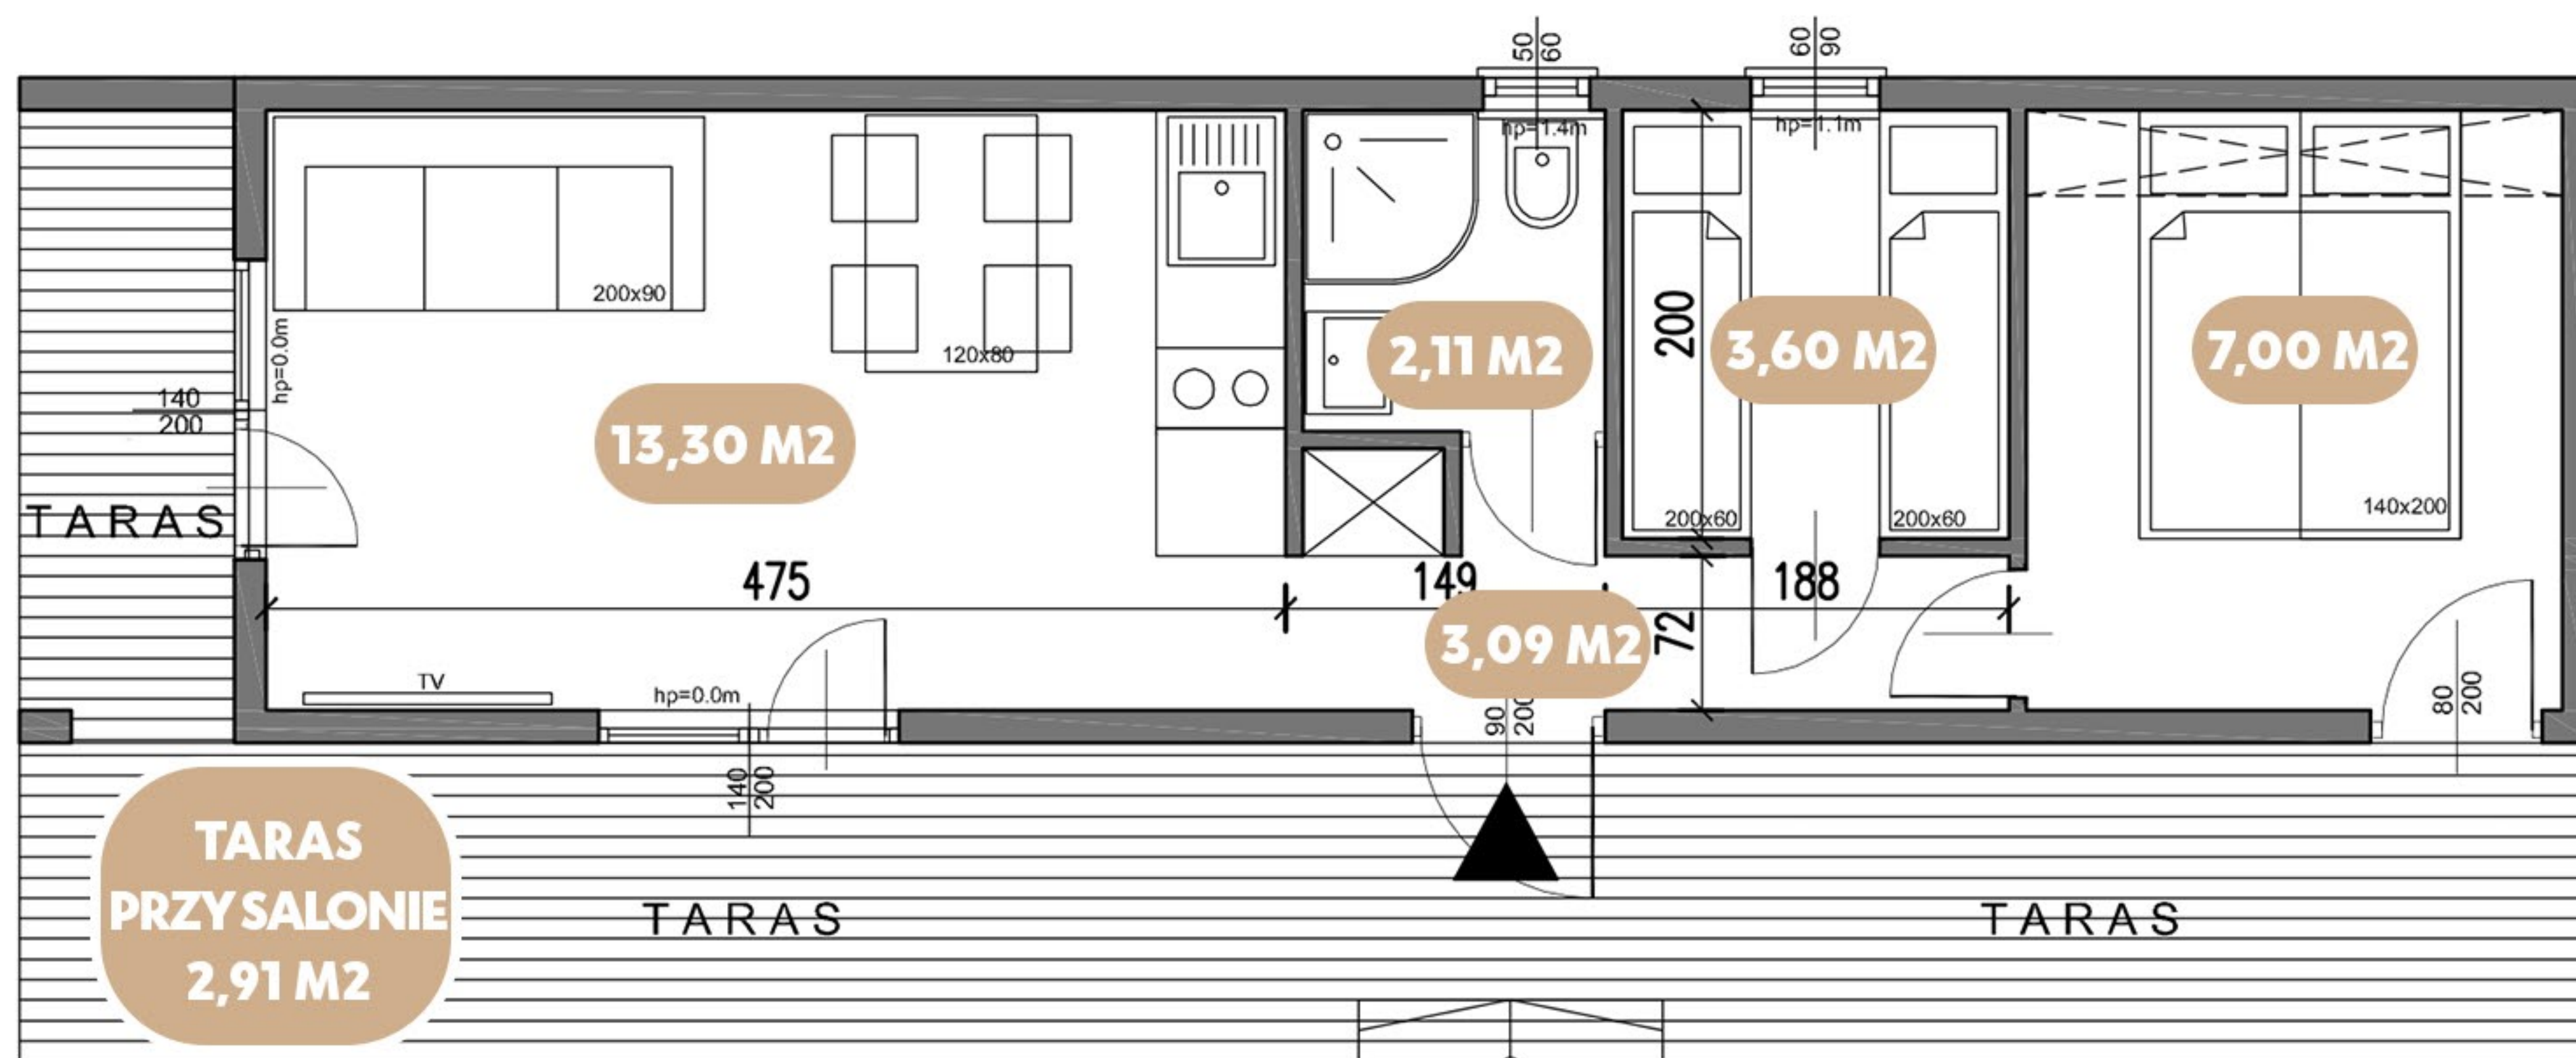 50
60
60
90
hp=1.4m
hp=1.1m
200x90
120x80
hp=0.0m
140
200
13,30 M2
2,11 M2
200
3,60 M2
7,00 M2
200x60
200x60
140x200
TARAS
475
149
188
72
3,09 M2
TV
hp=0.0m
140
200
90
200
80
200
TARAS
PRZY SALONIE
2,91 M2
TARAS
TARAS